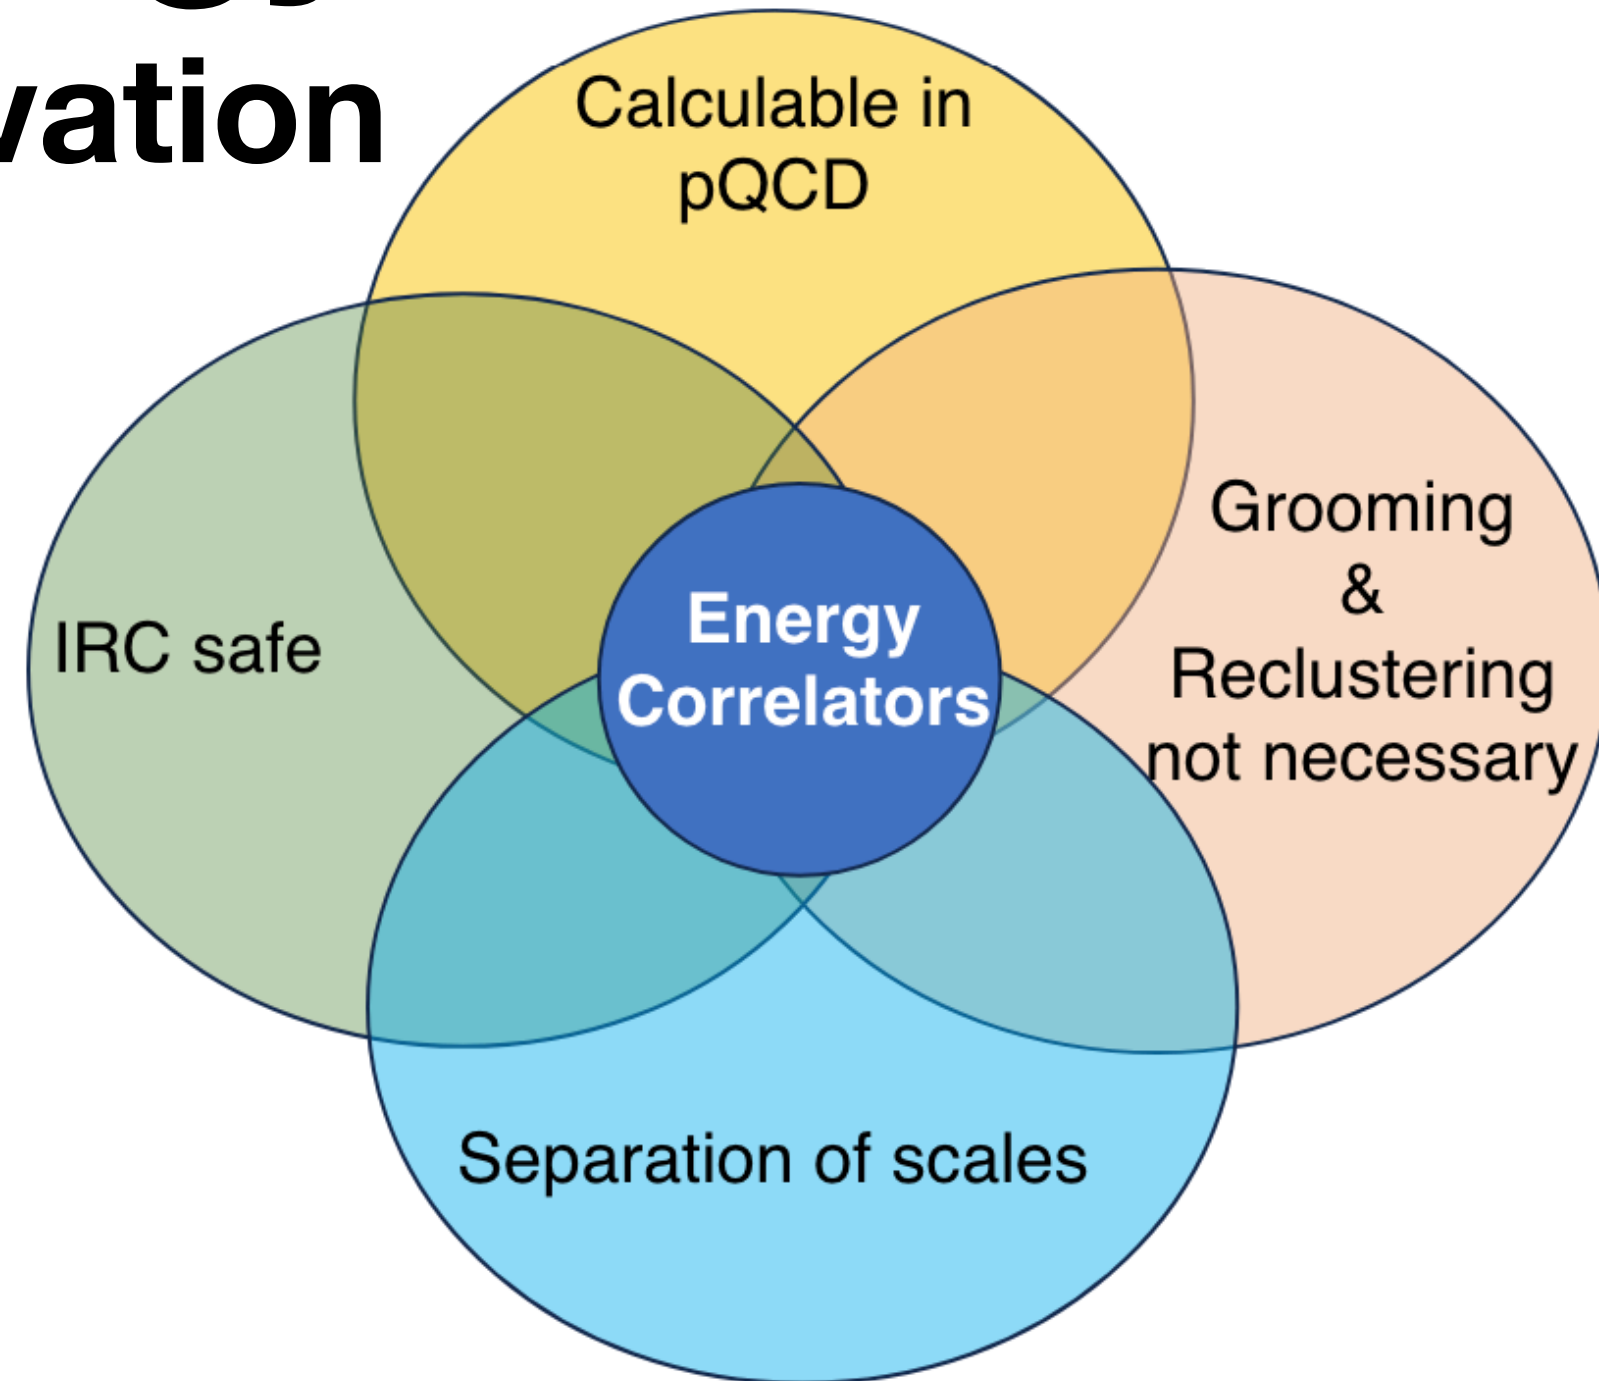 vation
Calculable in
pQCD
Grooming
&
Reclustering
not necessary
IRC safe
Energy
Correlators
Separation of scales